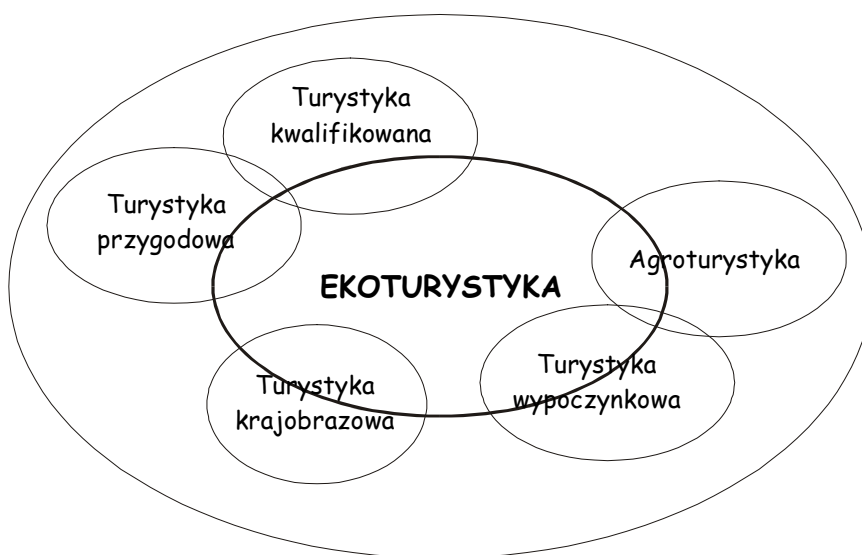 Turystyka
kwalifikowana
Turystyka
przygodowa
Agroturystyka
EKOTURYSTYKA
Turystyka
wypoczynkowa
Turystyka
krajobrazowa